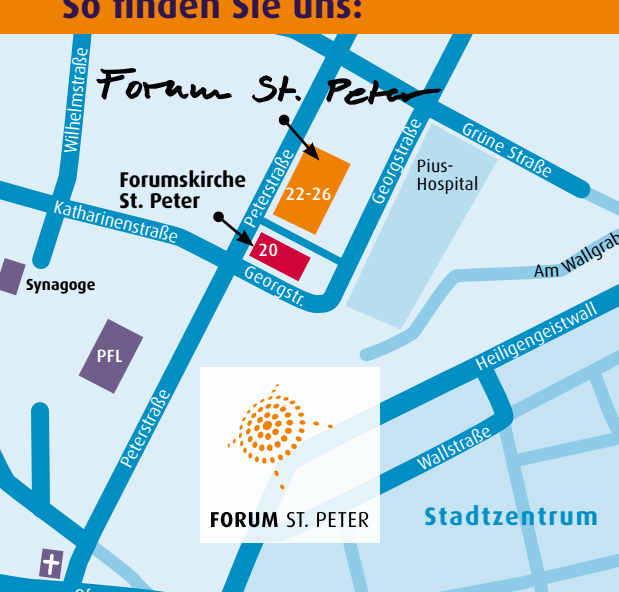 So finden Sie uns:
Wilhelmstraße
Forum St. Peter
Grüne Straße
Georgstraße
Pius-
Hospital
Peterstraße
22-26
Forumskirche
St. Peter
Katharinenstraße
20
Georgstr.
Am Wallgrab
Synagoge
PFL
Heiligengeistwall
Peterstraße
Wallstraße
FORUM ST. PETER
Stadtzentrum